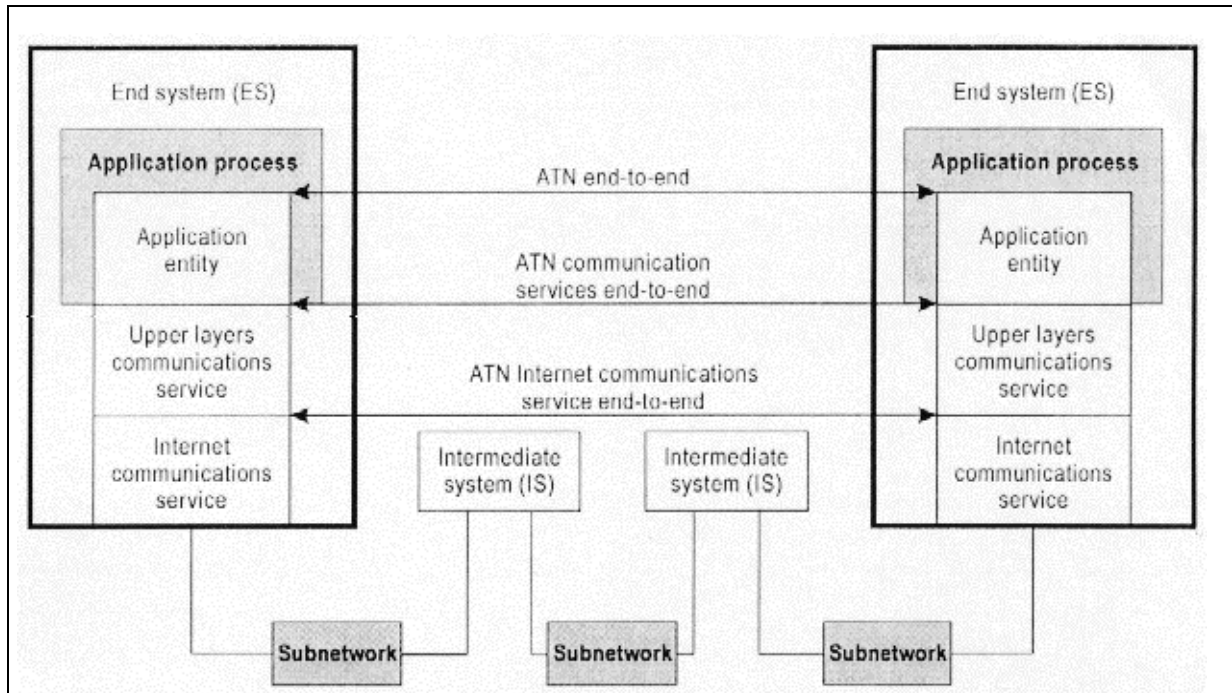 End system (ES)
End system (ES)
Application process
Application process
ATN end-to-end
Application
entity
Application
entity
ATN communication
services end-to-end
Upper layers
communications
service
Upper layers
communications
service
ATN Internet communications
service end-to-end
Internet
communications
service
Intermediate
system (IS)
Intermediate
system (IS)
Internet
communications
service
Subnetwork
Subnetwork
Subnetwork